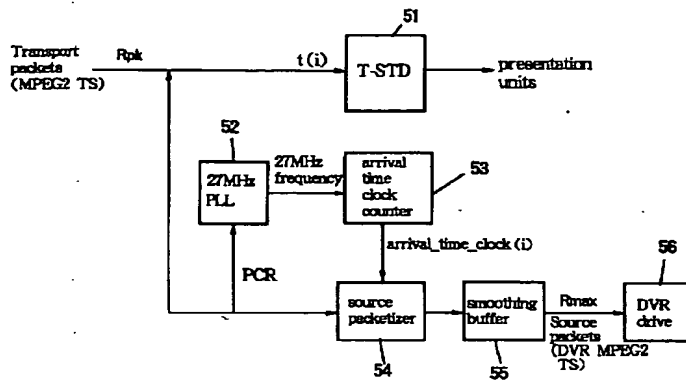 51
Transport
packets
(MPEG2 TS)
Rpk
t(i)
T-STD
presentation
units
52
27MHz
PLL
27MHz
frequency
arrival
time
clock
counter
53
arrival_time_clock(i)
PCR
source
packetizer
54
smoothing
buffer
55
Rmax
Source
packets
(DVR MPEG2
TS)
56
DVR
drive